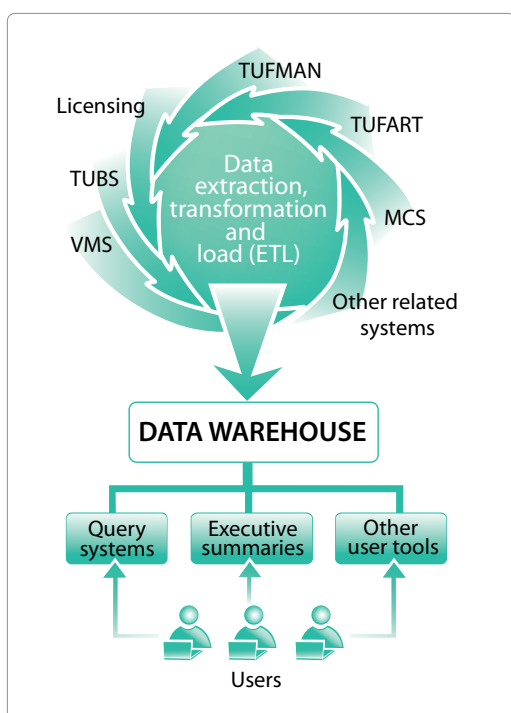 TUFMAN
Licensing
TUFART
TUBS
MCS
VMS
Data
extraction,
transformation
and
load (ETL)
Other related
systems
DATA WAREHOUSE
Query
systems
Executive
summaries
Other
user tools
Users